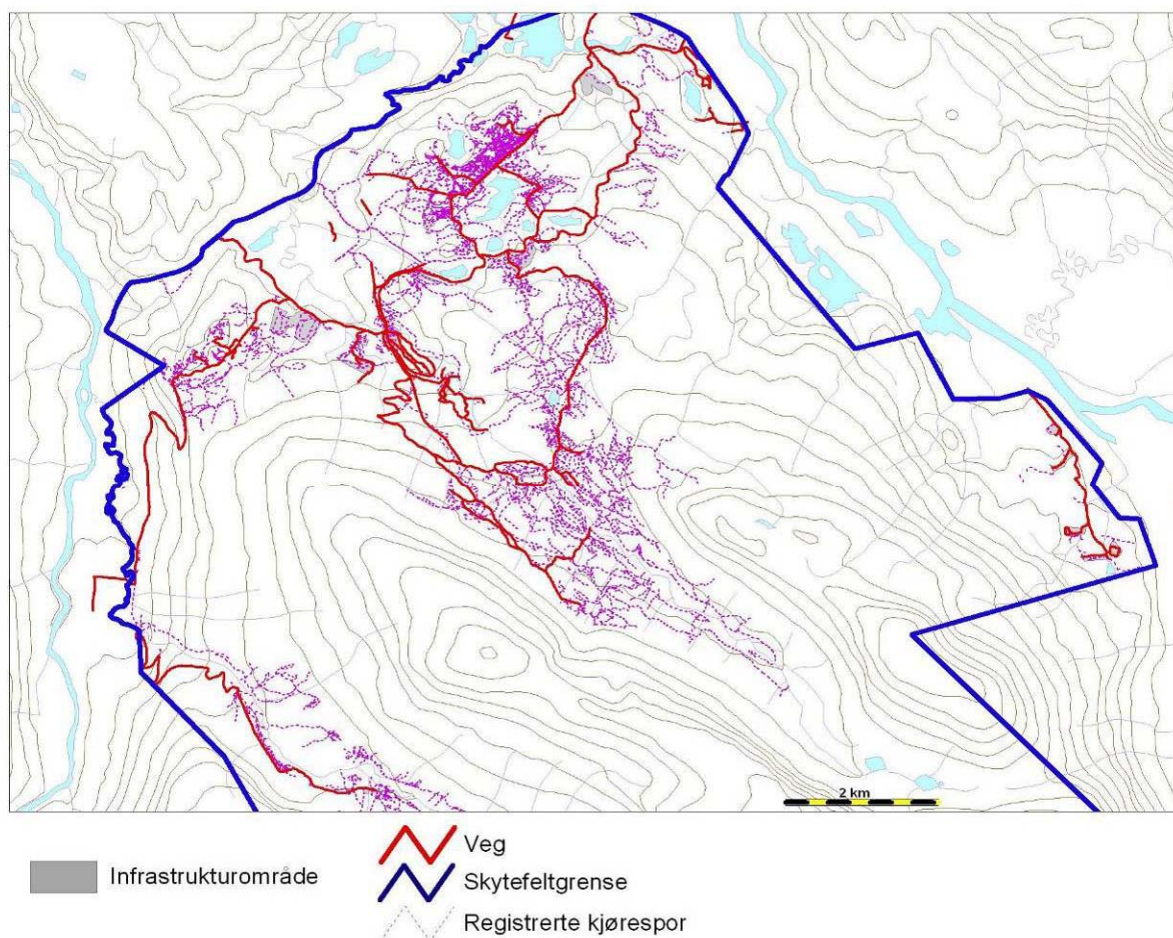 2 km
Infrastrukturområde
Veg
Skytefeltgrense
Registrerte kjørespor